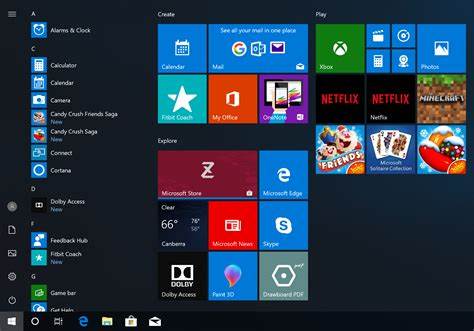 A
Alarms & Clock
C
Calculator
Calendar
Camera
Candy Crush Friends Saga
New
Candy Crush Saga
New
Connect
Cortana
D
Dolby Access
New
F
Feedback Hub
Fitbit Coach
New
G
Game bar
Create
Calendar
See all your mail in one place
Mail
Fitbit Coach
My Office
OneNote
Explore
Microsoft Store
Microsoft Edge
Clear
66°
76°
56°
Canberra
Microsoft News
Skype
DOLBY
Dolby Access
Paint 3D
Drawboard PDF
Play
Xbox
Photos
NETFLIX
NETFLIX
Netflix
MINECRAFT
FRIENDS
Microsoft
Solitaire Collection